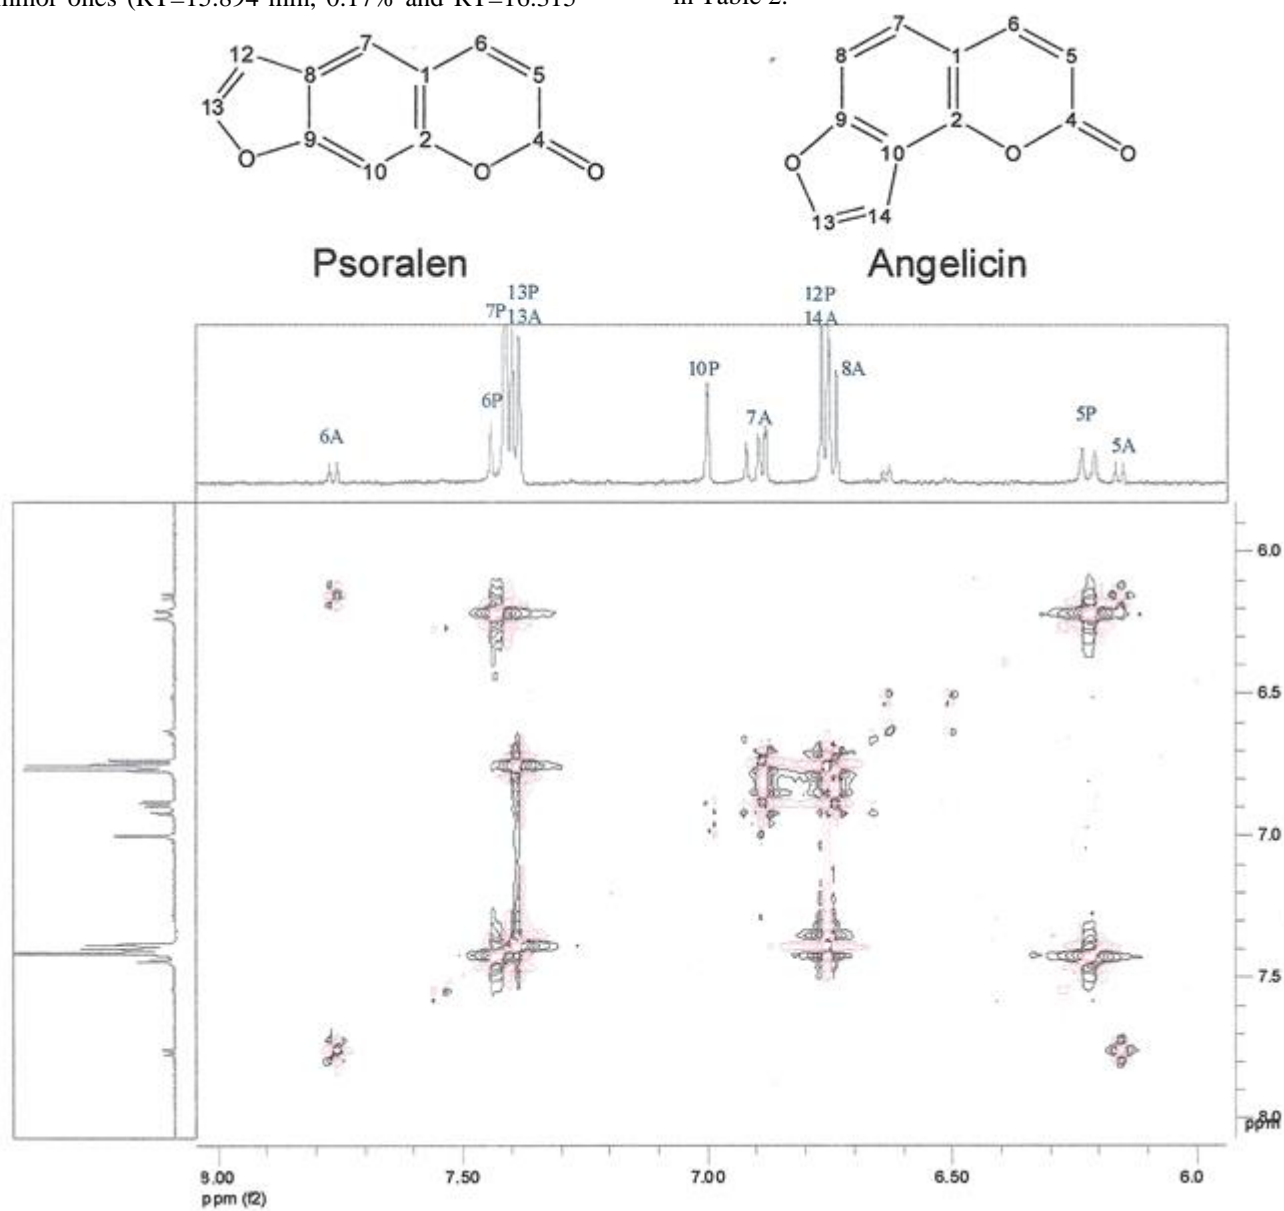 minor ones (RT=15.894 min, 0.17% and RT=16.315
in Table 2.
12 7 6
13 8 1 5
9 2 4
O 10 O O
7 6
8 1 5
9 2 4
O 10 O O
13 14
Psoralen
Angelicin
13P 12P
7P 13A 14A
10P 8A
6P 7A 5P
6A 5A
6.0
6.5
7.0
7.5
8.0
ppm
9.00 7.50 7.00 6.50 6.0
ppm (f2)